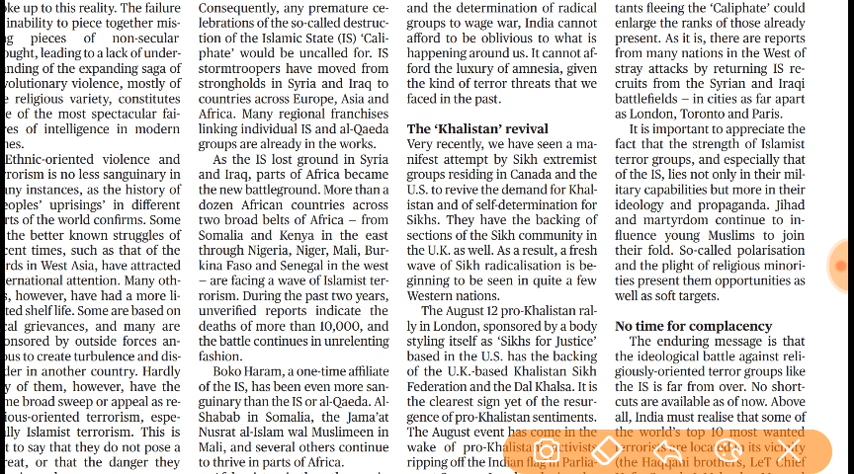 ke up to this reality. The failure
inability to piece together mis-
g pieces of non-secular
ought, leading to a lack of under-
nding of the expanding saga of
volutionary violence, mostly of
e religious variety, constitutes
e of the most spectacular fai-
es of intelligence in modern
nes.
Ethnic-oriented violence and
rorism is no less sanguinary in
any instances, as the history of
eoples' uprisings' in different
rts of the world confirms. Some
the better known struggles of
cent times, such as that of the
rds in West Asia, have attracted
ernational attention. Many oth-
s, however, have had a more li-
ted shelf life. Some are based on
al grievances, and many are
onsored by outside forces an-
ous to create turbulence and dis-
der in another country. Hardly
y of them, however, have the
me broad sweep or appeal as re-
ious-oriented terrorism, espe-
lly Islamist terrorism. This is
t to say that they do not pose a
reat, or that the danger they
Consequently, any premature ce-
lebrations of the so-called destruc-
tion of the Islamic State (IS) 'Cali-
phate' would be uncalled for. IS
stormtroopers have moved from
strongholds in Syria and Iraq to
countries across Europe, Asia and
Africa. Many regional franchises
linking individual IS and al-Qaeda
groups are already in the works.
As the IS lost ground in Syria
and Iraq, parts of Africa became
the new battleground. More than a
dozen African countries across
two broad belts of Africa – from
Somalia and Kenya in the east
through Nigeria, Niger, Mali, Bur-
kina Faso and Senegal in the west
– are facing a wave of Islamist ter-
rorism. During the past two years,
unverified reports indicate the
deaths of more than 10,000, and
the battle continues in unrelenting
fashion.
Boko Haram, a one-time affiliate
of the IS, has been even more san-
guinary than the IS or al-Qaeda. Al-
Shabab in Somalia, the Jama'at
Nusrat al-Islam wal Muslimeen in
Mali, and several others continue
to thrive in parts of Africa.
and the determination of radical
groups to wage war, India cannot
afford to be oblivious to what is
happening around us. It cannot af-
ford the luxury of amnesia, given
the kind of terror threats that we
faced in the past.
The 'Khalistan' revival
Very recently, we have seen a ma-
nifest attempt by Sikh extremist
groups residing in Canada and the
U.S. to revive the demand for Khal-
istan and of self-determination for
Sikhs. They have the backing of
sections of the Sikh community in
the U.K. as well. As a result, a fresh
wave of Sikh radicalisation is be-
ginning to be seen in quite a few
Western nations.
The August 12 pro-Khalistan ral-
ly in London, sponsored by a body
styling itself as 'Sikhs for Justice'
based in the U.S. has the backing
of the U.K.-based Khalistan Sikh
Federation and the Dal Khalsa. It is
the clearest sign yet of the resur-
gence of pro-Khalistan sentiments.
The August event has come in the
wake of pro-Khalista activists
ripping off the Indian flag in Parlia-
tants fleeing the 'Caliphate' could
enlarge the ranks of those already
present. As it is, there are reports
from many nations in the West of
stray attacks by returning IS re-
cruits from the Syrian and Iraqi
battlefields – in cities as far apart
as London, Toronto and Paris.
It is important to appreciate the
fact that the strength of Islamist
terror groups, and especially that
of the IS, lies not only in their mil-
itary capabilities but more in their
ideology and propaganda. Jihad
and martyrdom continue to in-
fluence young Muslims to join
their fold. So-called polarisation
and the plight of religious minori-
ties present them opportunities as
well as soft targets.
No time for complacency
The enduring message is that
the ideological battle against reli-
giously-oriented terror groups like
the IS is far from over. No short-
cuts are available as of now. Above
all, India must realise that some of
the world's top 10 most wanted
terrorists are located in its vicinity
(the Haqqani brothers, LeT Chief